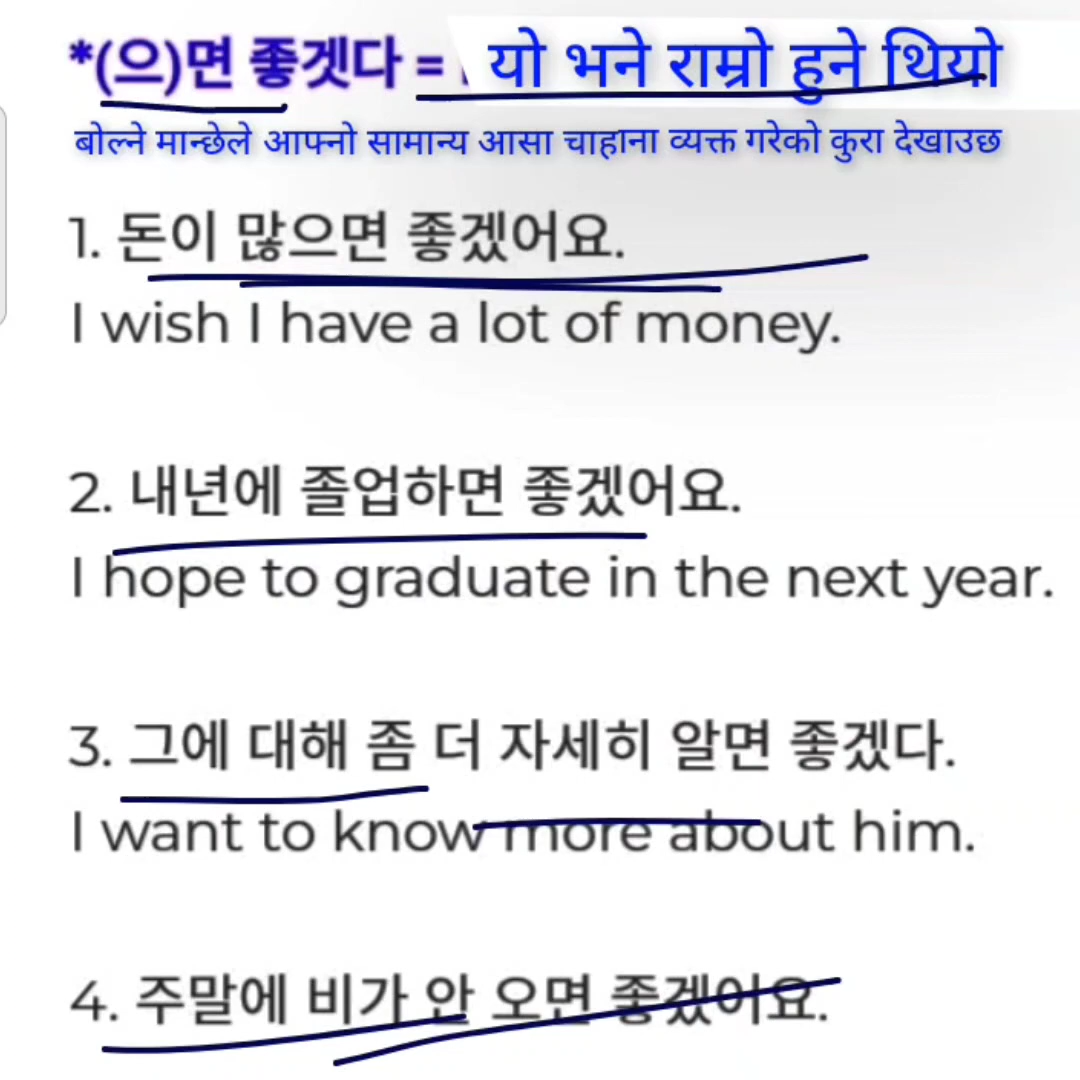 *(으)면 좋겟다 = यो भने राम्रो हुने थियो
बोल्ने मान्छेले आफ्नो सामान्य आसा चाहाना व्यक्त गरेको कुरा देखाउछ
1. 돈이 많으면 좋겠어요.
I wish I have a lot of money.
2. 내년에 졸업하면 좋겠어요.
I hope to graduate in the next year.
3. 그에 대해 좀 더 자세히 알면 좋겠다.
I want to know more about him.
4. 주말에 비가 안 오면 좋겠어요.